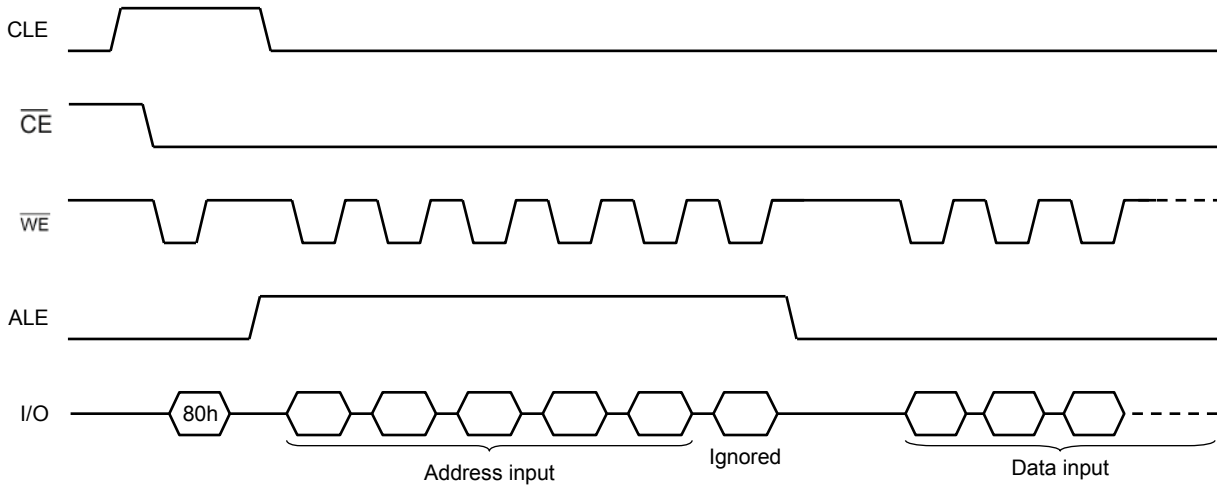 CLE
CE
WE
ALE
I/O
80h
Address input
Ignored
Data input